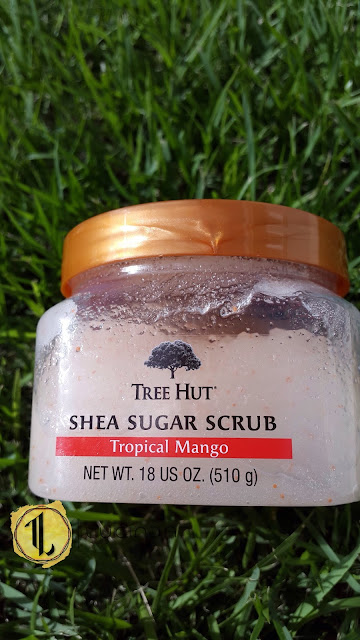 TREE HUT®
SHEA SUGAR SCRUB
Tropical Mango
NET WT. 18 US OZ. (510 g)